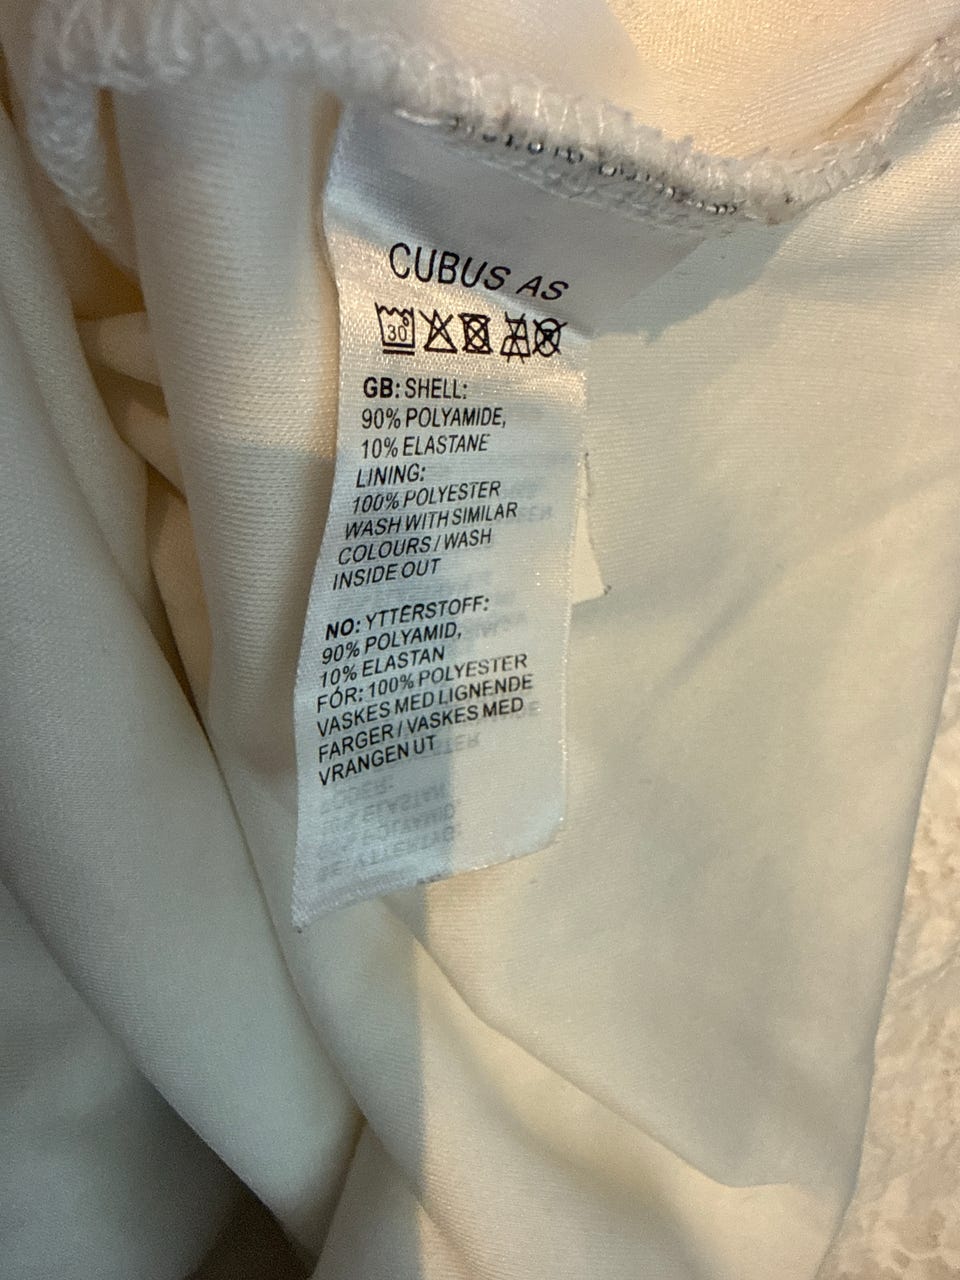 CUBUS AS
30
GB: SHELL:
90% POLYAMIDE,
10% ELASTANE
LINING:
100% POLYESTER
WASH WITH SIMILAR
COLOURS / WASH
INSIDE OUT
NO: YTTERSTOFF:
90% POLYAMID,
10% ELASTAN
FÓR: 100% POLYESTER
VASKES MED LIGNENDE
FARGER / VASKES MED
VRANGEN UT